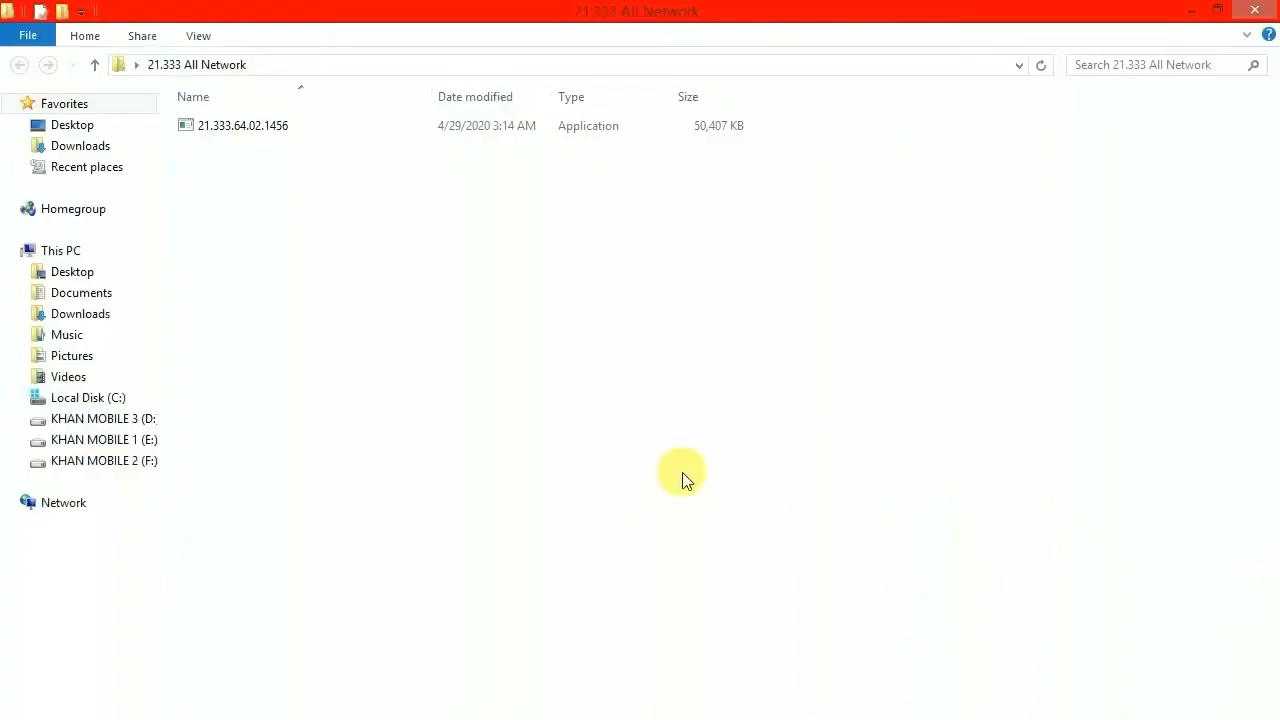 21.333 All Network
File Home Share View
21.333 All Network
Search 21.333 All Network
Name Date modified Type Size
21.333.64.02.1456 4/29/2020 3:14 AM Application 50,407 KB
Favorites
Desktop
Downloads
Recent places
Homegroup
This PC
Desktop
Documents
Downloads
Music
Pictures
Videos
Local Disk (C:)
KHAN MOBILE 3 (D:
KHAN MOBILE 1 (E:)
KHAN MOBILE 2 (F:)
Network